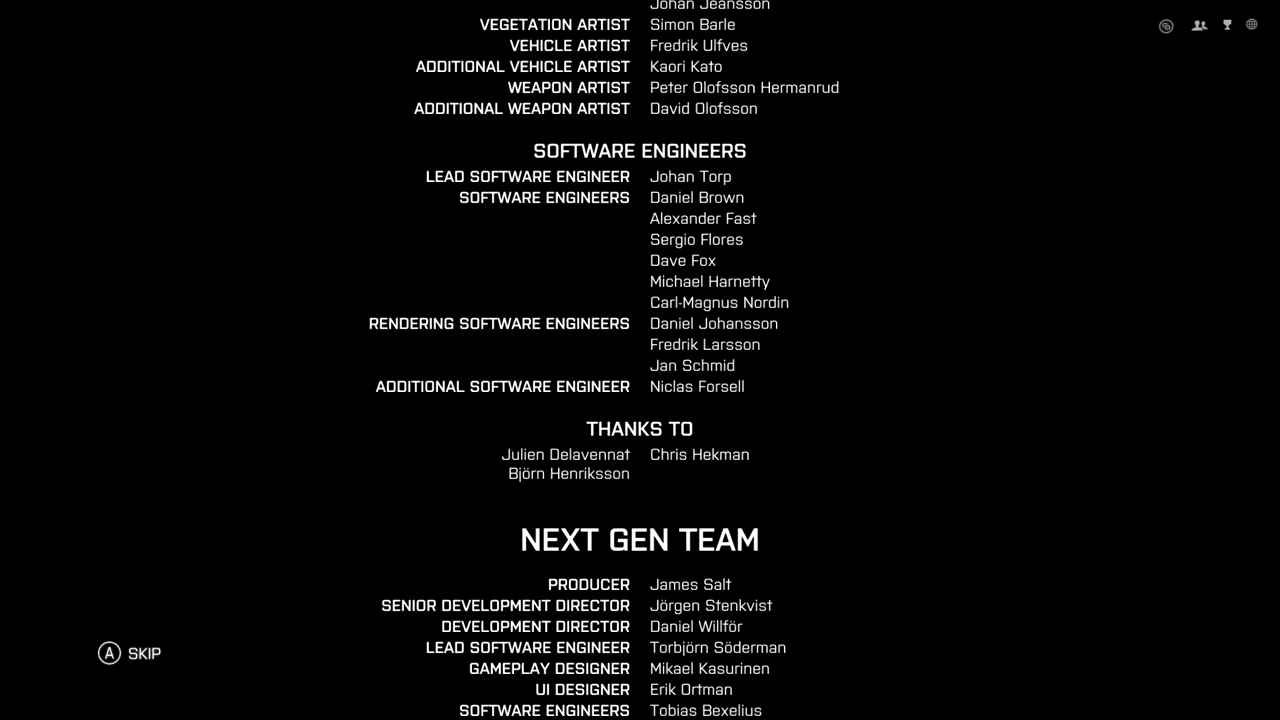 Johan Jeansson
VEGETATION ARTIST Simon Barle
VEHICLE ARTIST Fredrik Ulfves
ADDITIONAL VEHICLE ARTIST Kaori Kato
WEAPON ARTIST Peter Olofsson Hermanrud
ADDITIONAL WEAPON ARTIST David Olofsson
SOFTWARE ENGINEERS
LEAD SOFTWARE ENGINEER Johan Torp
SOFTWARE ENGINEERS Daniel Brown
Alexander Fast
Sergio Flores
Dave Fox
Michael Harnetty
Carl-Magnus Nordin
RENDERING SOFTWARE ENGINEERS Daniel Johansson
Fredrik Larsson
Jan Schmid
ADDITIONAL SOFTWARE ENGINEER Niclas Forsell
THANKS TO
Julien Delavennat Chris Hekman
Björn Henriksson
NEXT GEN TEAM
PRODUCER James Salt
SENIOR DEVELOPMENT DIRECTOR Jörgen Stenkvist
DEVELOPMENT DIRECTOR Daniel Willför
LEAD SOFTWARE ENGINEER Torbjörn Söderman
GAMEPLAY DESIGNER Mikael Kasurinen
UI DESIGNER Erik Ortman
SOFTWARE ENGINEERS Tobias Bexelius
A SKIP